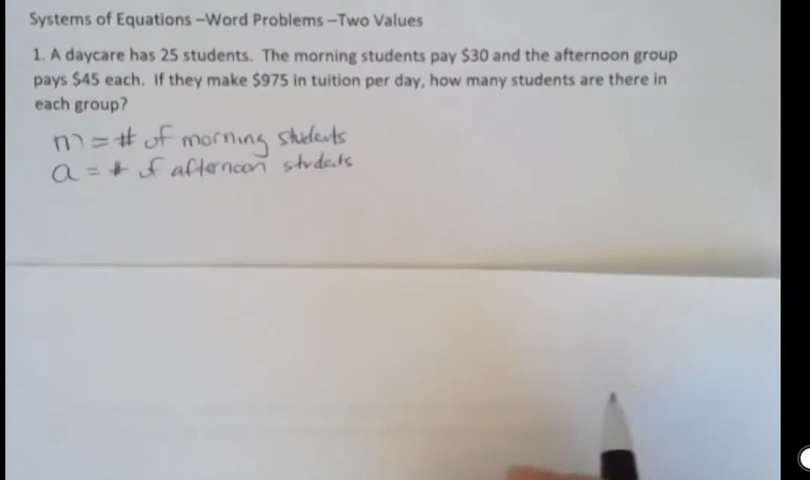 Systems of Equations –Word Problems –Two Values
1. A daycare has 25 students. The morning students pay $30 and the afternoon group
pays $45 each. If they make $975 in tuition per day, how many students are there in
each group?
m = # of morning students
a = # of afternoon students